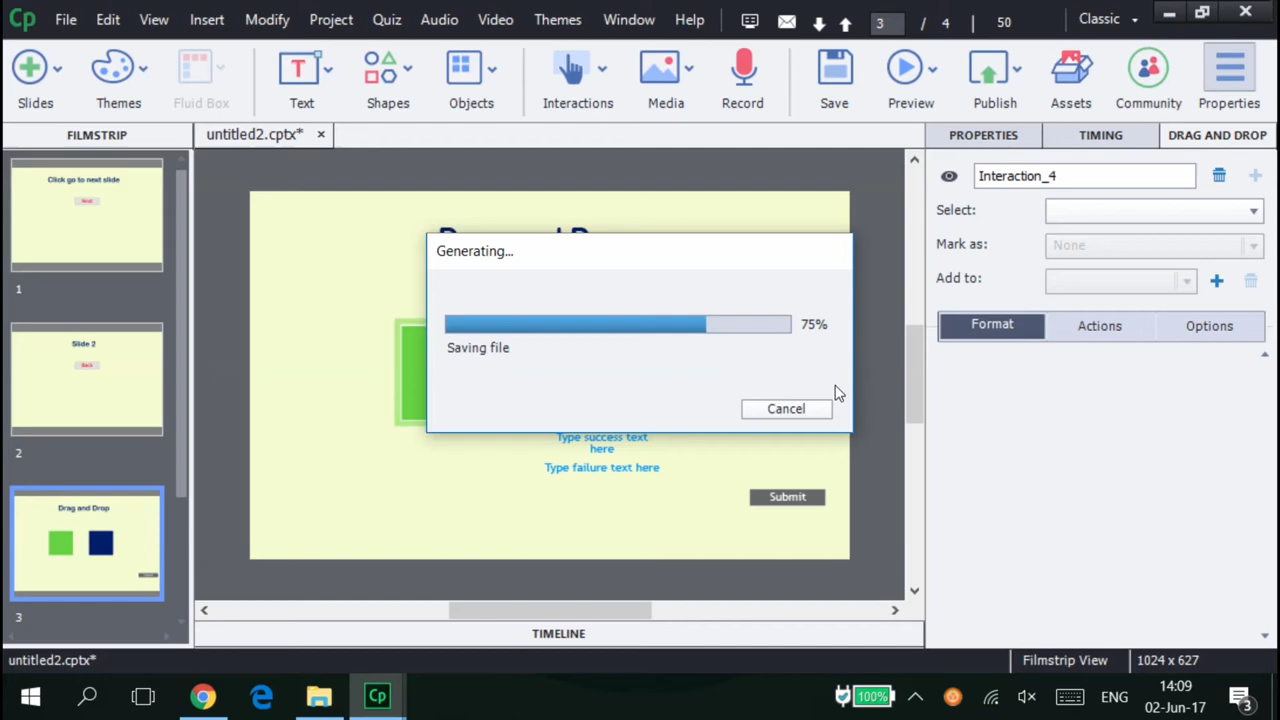 Cp File Edit View Insert Modify Project Quiz Audio Video Themes Window Help 3 / 4 50 Classic
Slides Themes Fluid Box Text Shapes Objects Interactions Media Record Save Preview Publish Assets Community Properties
FILMSTRIP untitled2.cptx* × PROPERTIES TIMING DRAG AND DROP
Click go to next slide
Next
1
Slide 2
Back
2
Drag and Drop
3
Generating...
75%
Saving file
Cancel
Type success text
here
Type failure text here
Submit
Interaction_4
Select:
Mark as: None
Add to:
Format Actions Options
TIMELINE
untitled2.cptx* Filmstrip View 1024 x 627
Cp 100% ENG 14:09
02-Jun-17 3